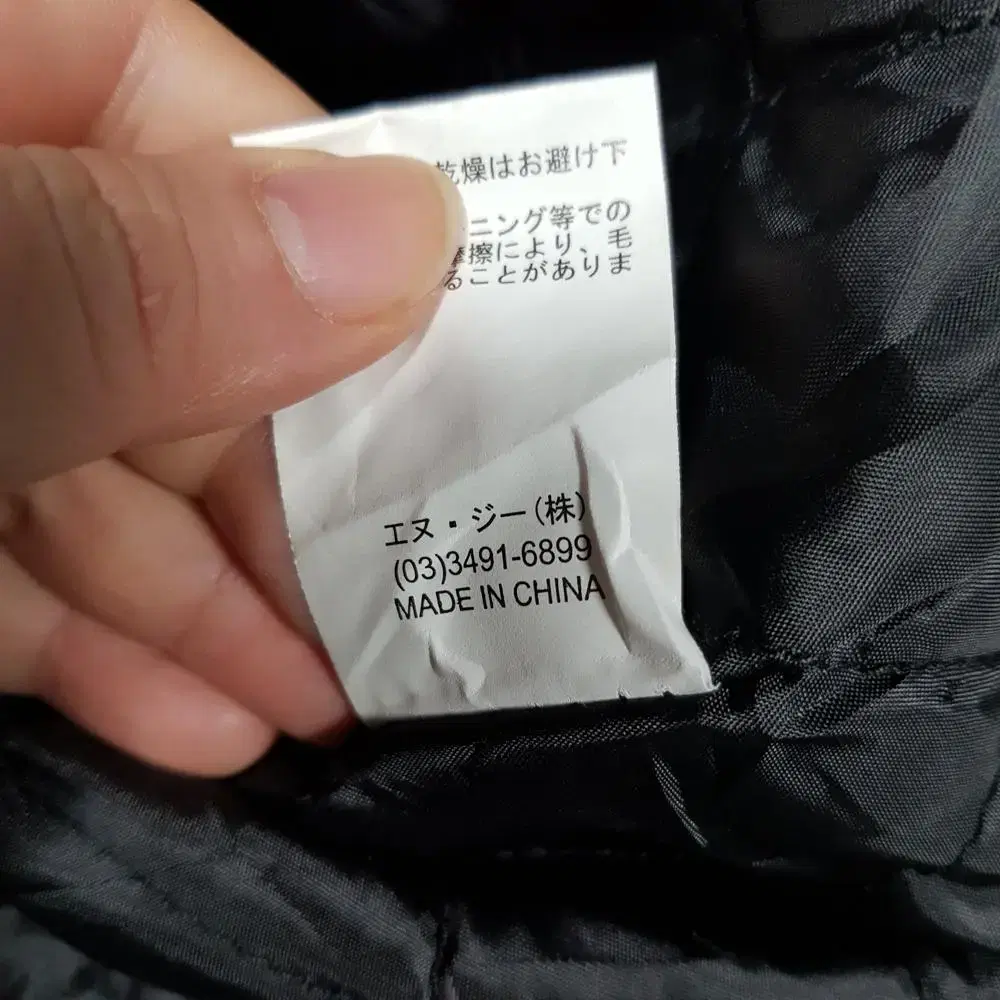 乾燥はお避け下
ニング等での
摩擦により、毛
ることがありま
エヌ・ジー(株)
(03)3491-6899
MADE IN CHINA